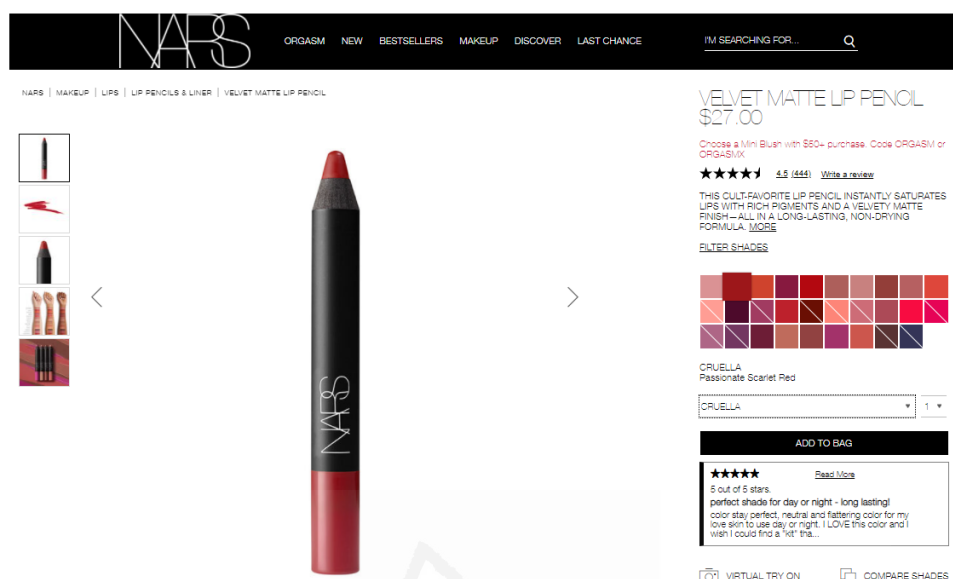 NARS
ORGASM NEW BESTSELLERS MAKEUP DISCOVER LAST CHANCE
I'M SEARCHING FOR...
NARS | MAKEUP | LIPS | LIP PENCILS & LINER | VELVET MATTE LIP PENCIL
VELVET MATTE LIP PENCIL
$27.00
Choose a Mini Blush with $50+ purchase. Code ORGASM or
ORGASMX
4.5 (444) Write a review
THIS CULT-FAVORITE LIP PENCIL INSTANTLY SATURATES
LIPS WITH RICH PIGMENTS AND A VELVETY MATTE
FINISH—ALL IN A LONG-LASTING, NON-DRYING
FORMULA. MORE
FILTER SHADES
NARS
CRUELLA
Passionate Scarlet Red
CRUELLA 1
ADD TO BAG
Read More
5 out of 5 stars.
perfect shade for day or night - long lasting!
color stay perfect, neutral and flattering color for my
love skin to use day or night. I LOVE this color and I
wish I could find a "kit" tha...
VIRTUAL TRY ON COMPARE SHADES